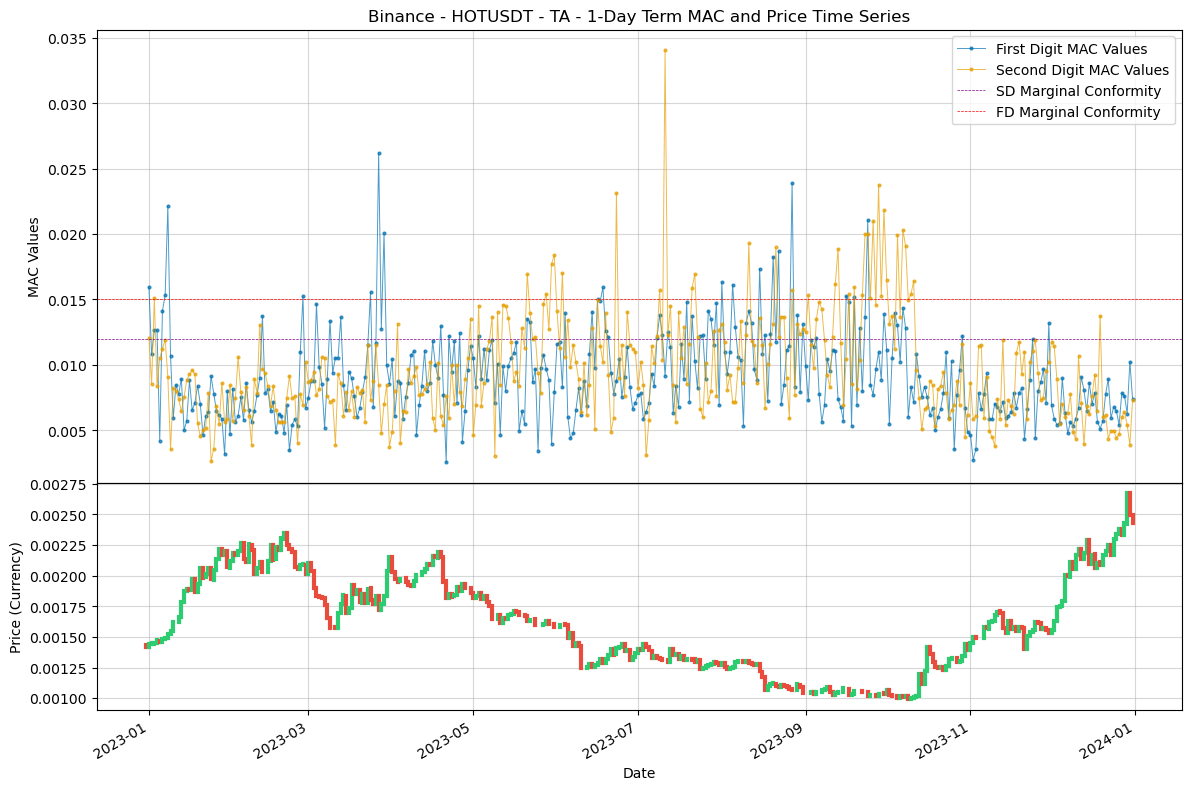 Binance - HOTUSDT - TA - 1-Day Term MAC and Price Time Series
0.035
0.030
0.025
0.020
0.015
0.010
0.005
MAC Values
First Digit MAC Values
Second Digit MAC Values
SD Marginal Conformity
FD Marginal Conformity
0.00275
0.00250
0.00225
0.00200
0.00175
0.00150
0.00125
0.00100
Price (Currency)
2023-01
2023-03
2023-05
2023-07
2023-09
2023-11
2024-01
Date